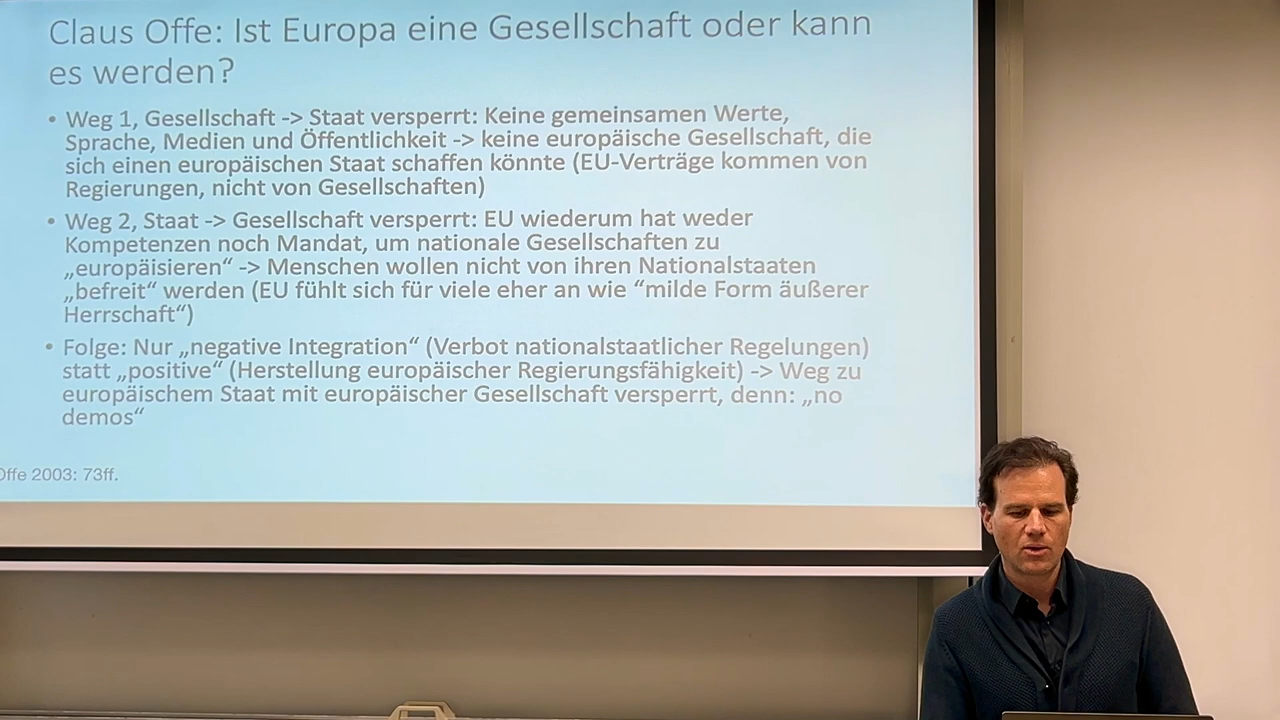 Claus Offe: Ist Europa eine Gesellschaft oder kann
es werden?
• Weg 1, Gesellschaft -> Staat versperrt: Keine gemeinsamen Werte,
Sprache, Medien und Öffentlichkeit -> keine europäische Gesellschaft, die
sich einen europäischen Staat schaffen könnte (EU-Verträge kommen von
Regierungen, nicht von Gesellschaften)
• Weg 2, Staat -> Gesellschaft versperrt: EU wiederum hat weder
Kompetenzen noch Mandat, um nationale Gesellschaften zu
„europäisieren“ -> Menschen wollen nicht von ihren Nationalstaaten
„befreit“ werden (EU fühlt sich für viele eher an wie “milde Form äußerer
Herrschaft“)
• Folge: Nur „negative Integration“ (Verbot nationalstaatlicher Regelungen)
statt „positive“ (Herstellung europäischer Regierungsfähigkeit) -> Weg zu
europäischem Staat mit europäischer Gesellschaft versperrt, denn: „no
demos“
Offe 2003: 73ff.